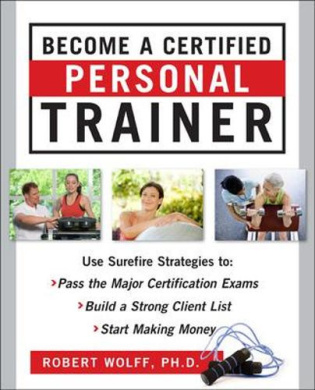 BECOME A CERTIFIED
PERSONAL
TRAINER
Use Surefire Strategies to:
›Pass the Major Certification Exams
›Build a Strong Client List
›Start Making Money
ROBERT WOLFF, PH.D.